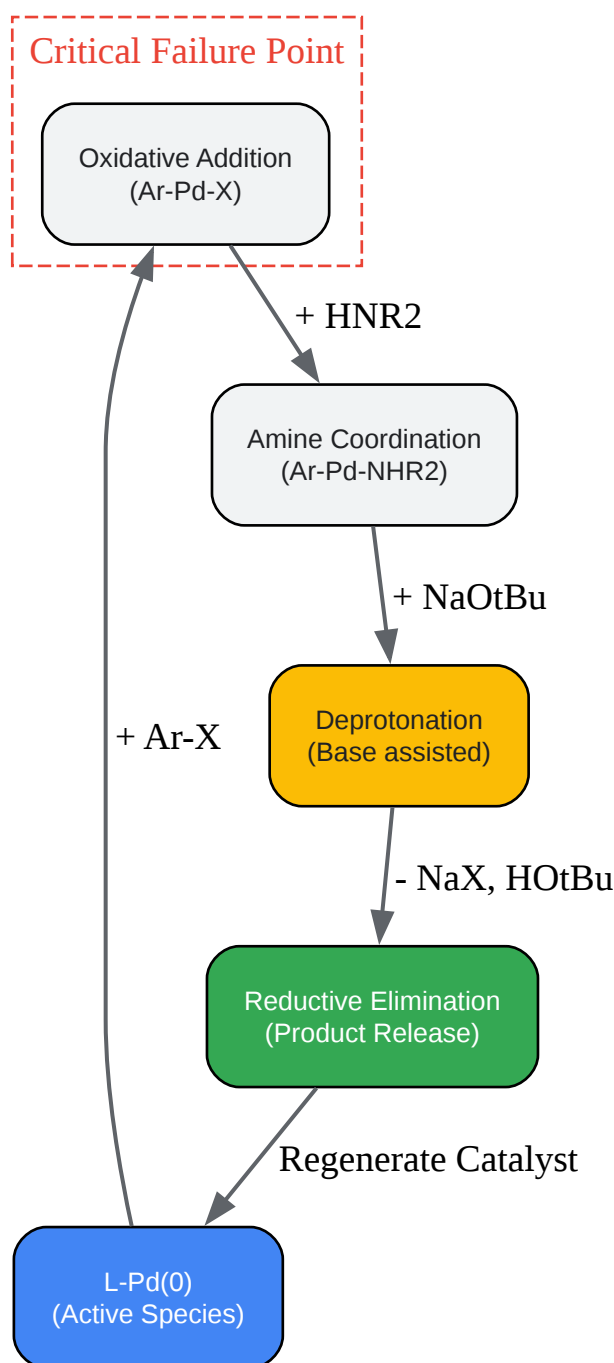 Critical Failure Point
Oxidative Addition
(Ar-Pd-X)
+ HNR2
Amine Coordination
(Ar-Pd-NHR2)
+ NaOtBu
Deprotonation
(Base assisted)
+ Ar-X
- NaX, HOtBu
Reductive Elimination
(Product Release)
Regenerate Catalyst
L-Pd(0)
(Active Species)